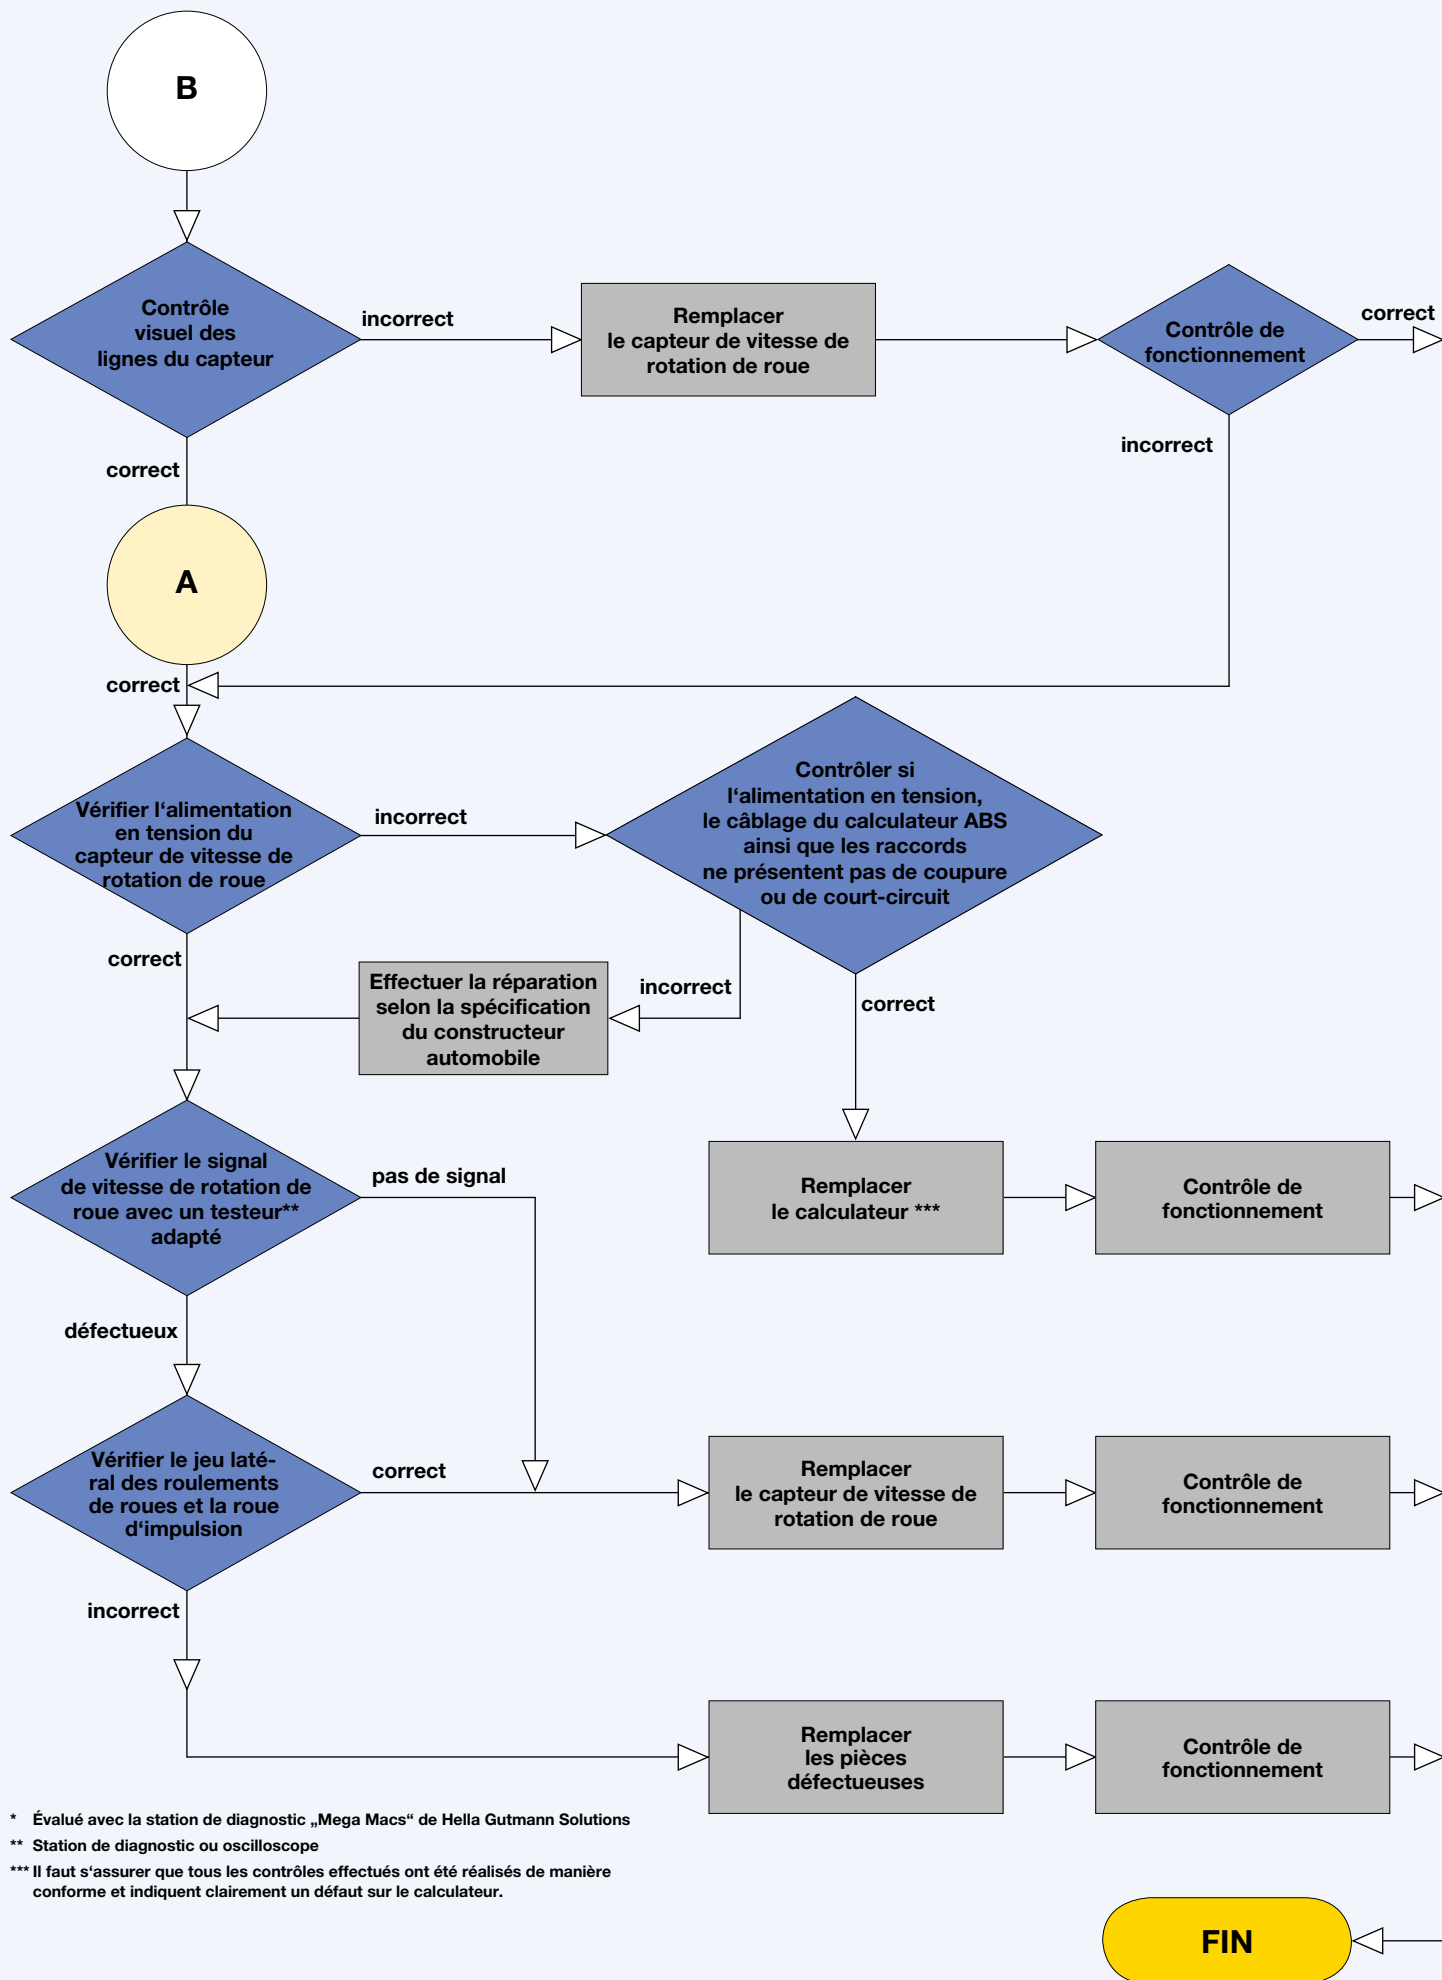 B
Contrôle
visuel des
lignes du capteur
incorrect
Remplacer
le capteur de vitesse de
rotation de roue
Contrôle de
fonctionnement
correct
incorrect
correct
A
correct
Vérifier l‘alimentation
en tension du
capteur de vitesse de
rotation de roue
incorrect
Contrôler si
l‘alimentation en tension,
le câblage du calculateur ABS
ainsi que les raccords
ne présentent pas de coupure
ou de court-circuit
correct
Effectuer la réparation
selon la spécification
du constructeur
automobile
incorrect
correct
Vérifier le signal
de vitesse de rotation de
roue avec un testeur**
adapté
pas de signal
Remplacer
le calculateur ***
Contrôle de
fonctionnement
défectueux
Vérifier le jeu laté-
ral des roulements
de roues et la roue
d‘impulsion
correct
Remplacer
le capteur de vitesse de
rotation de roue
Contrôle de
fonctionnement
incorrect
Remplacer
les pièces
défectueuses
Contrôle de
fonctionnement
* Évalué avec la station de diagnostic „Mega Macs“ de Hella Gutmann Solutions
** Station de diagnostic ou oscilloscope
*** Il faut s‘assurer que tous les contrôles effectués ont été réalisés de manière
conforme et indiquent clairement un défaut sur le calculateur.
FIN